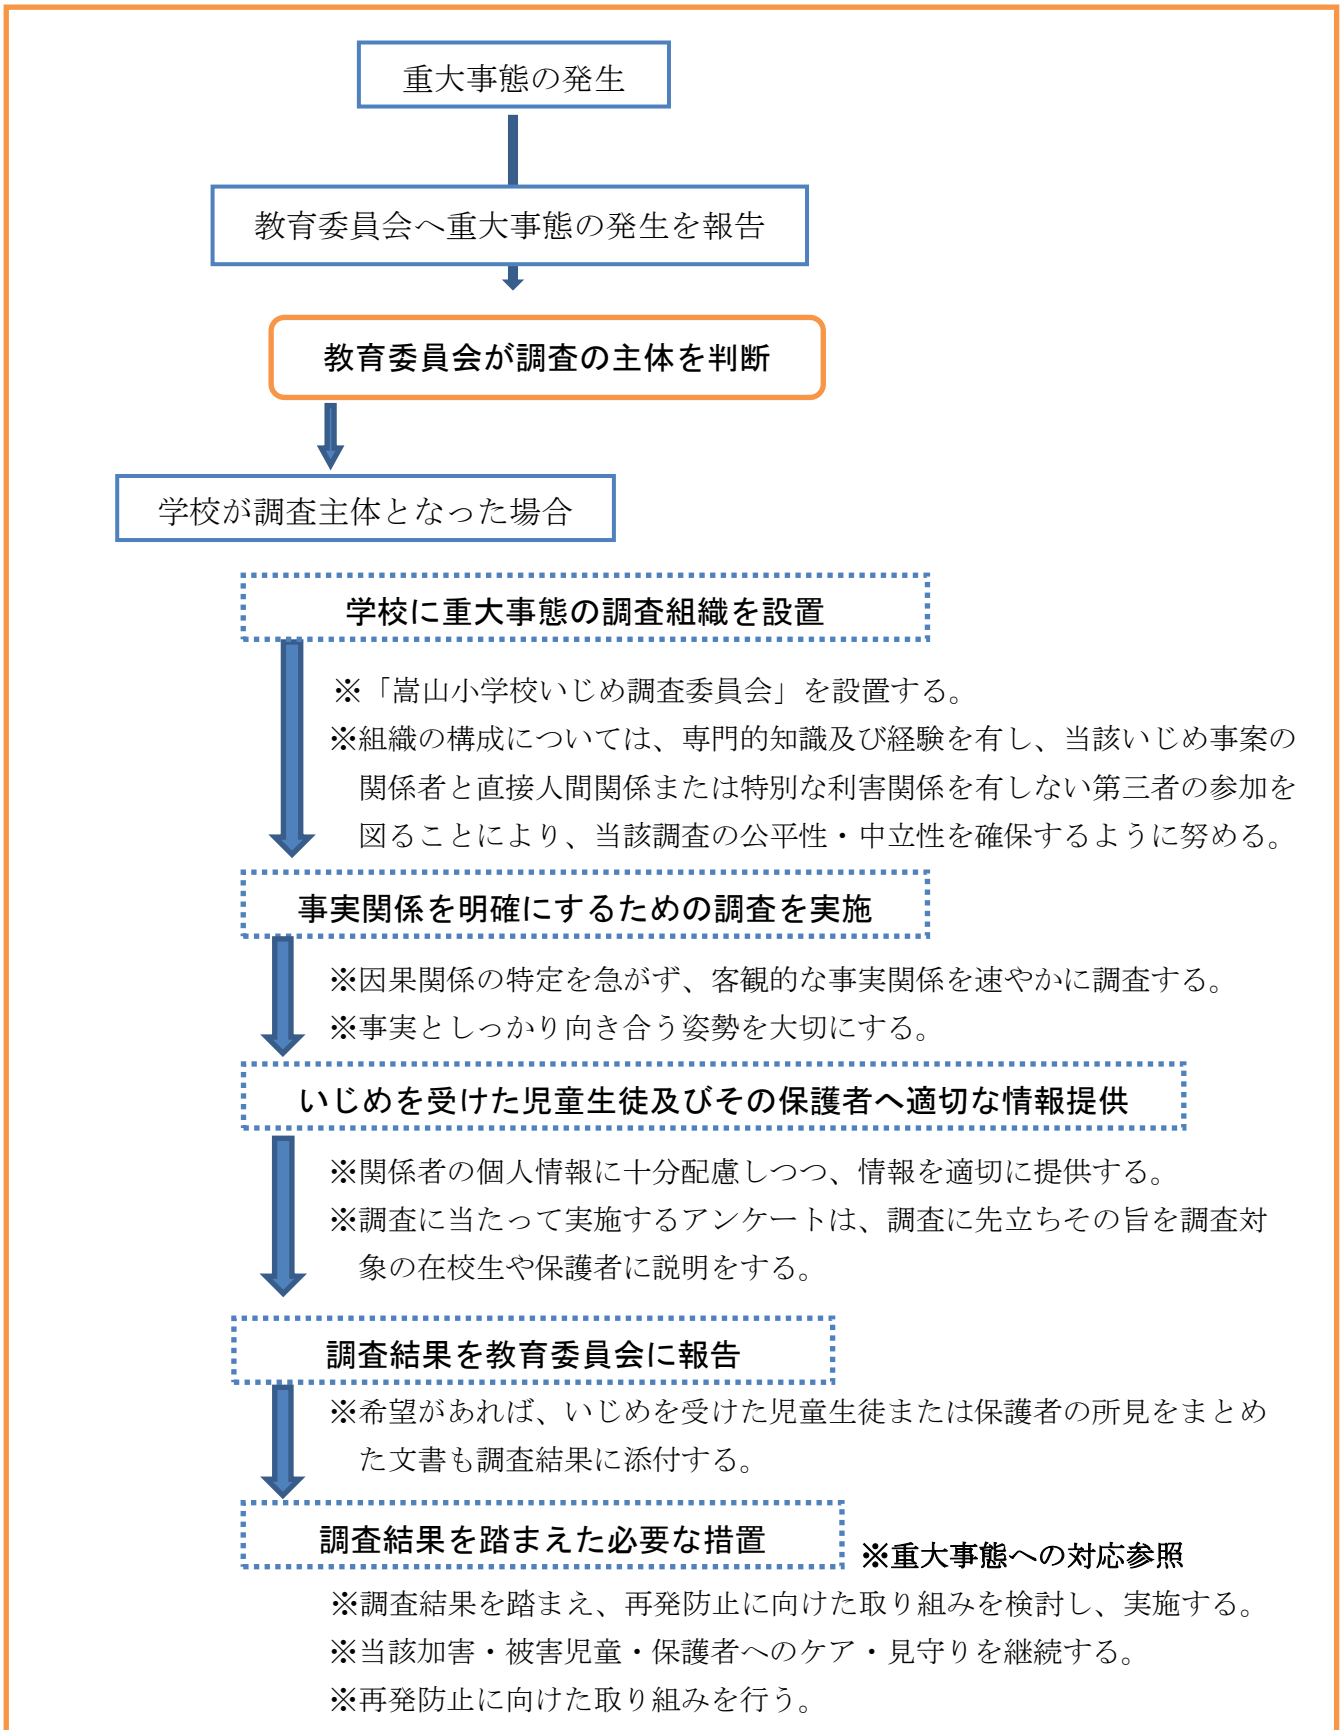 重大事態の発生
教育委員会へ重大事態の発生を報告
教育委員会が調査の主体を判断
学校が調査主体となった場合
学校に重大事態の調査組織を設置
※「嵩山小学校いじめ調査委員会」を設置する。
※組織の構成については、専門的知識及び経験を有し、当該いじめ事案の
関係者と直接人間関係または特別な利害関係を有しない第三者の参加を
図ることにより、当該調査の公平性・中立性を確保するように努める。
事実関係を明確にするための調査を実施
※因果関係の特定を急がず、客観的な事実関係を速やかに調査する。
※事実としっかり向き合う姿勢を大切にする。
いじめを受けた児童生徒及びその保護者へ適切な情報提供
※関係者の個人情報に十分配慮しつつ、情報を適切に提供する。
※調査に当たって実施するアンケートは、調査に先立ちその旨を調査対
象の在校生や保護者に説明をする。
調査結果を教育委員会に報告
※希望があれば、いじめを受けた児童生徒または保護者の所見をまとめ
た文書も調査結果に添付する。
調査結果を踏まえた必要な措置
※重大事態への対応参照
※調査結果を踏まえ、再発防止に向けた取り組みを検討し、実施する。
※当該加害・被害児童・保護者へのケア・見守りを継続する。
※再発防止に向けた取り組みを行う。